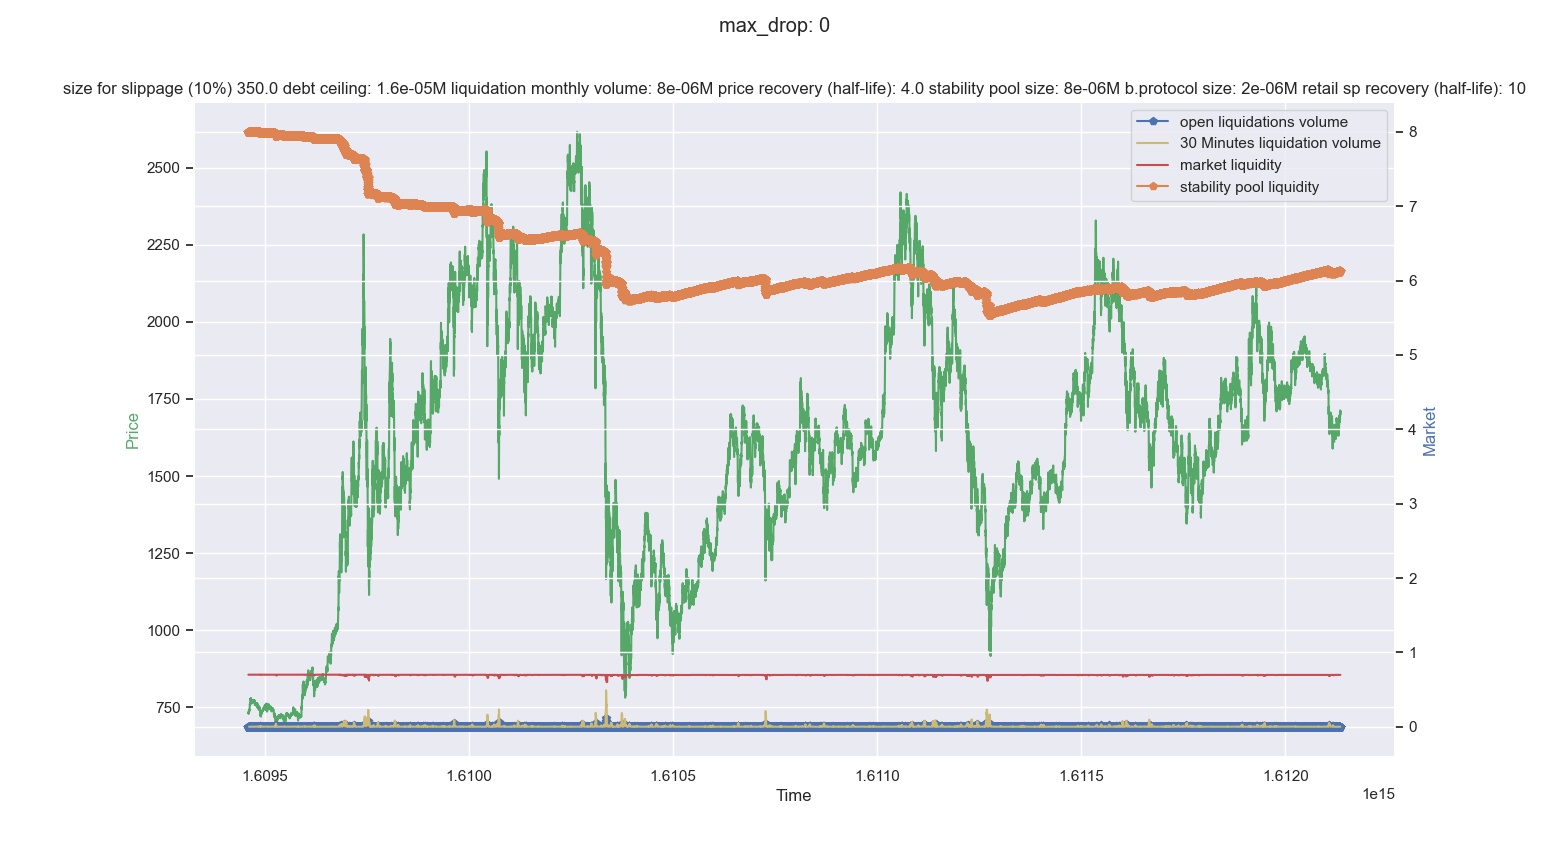 max_drop: 0
size for slippage (10%) 350.0 debt ceiling: 1.6e-05M liquidation monthly volume: 8e-06M price recovery (half-life): 4.0 stability pool size: 8e-06M b.protocol size: 2e-06M retail sp recovery (half-life): 10
open liquidations volume
30 Minutes liquidation volume
market liquidity
stability pool liquidity
2500
2250
2000
1750
1500
1250
1000
750
Price
8
7
6
5
4
3
2
1
0
Market
1.6095
1.6100
1.6105
1.6110
1.6115
1.6120
Time
1e15